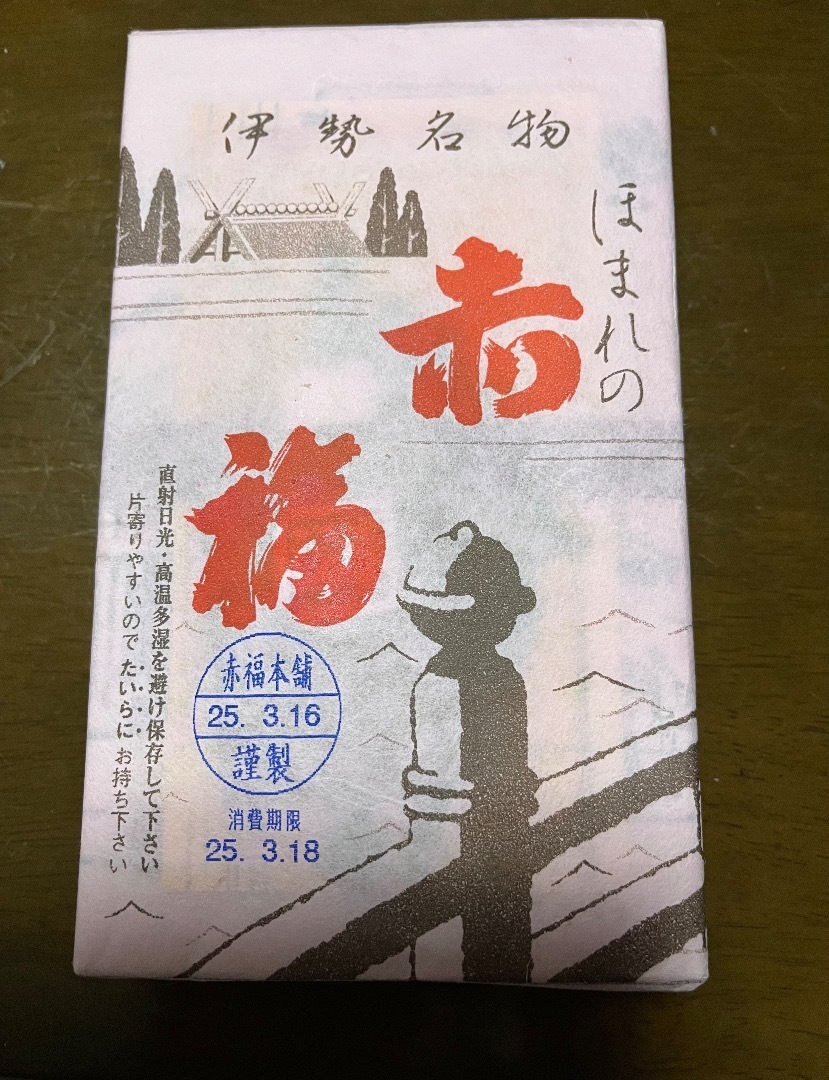 伊勢名物
ほまれの
赤福
直射日光・高温多湿を避け保存して下さい
片寄りやすいのでたいらにお持ち下さい
赤福本舗
25. 3.16
謹製
消費期限
25. 3.18